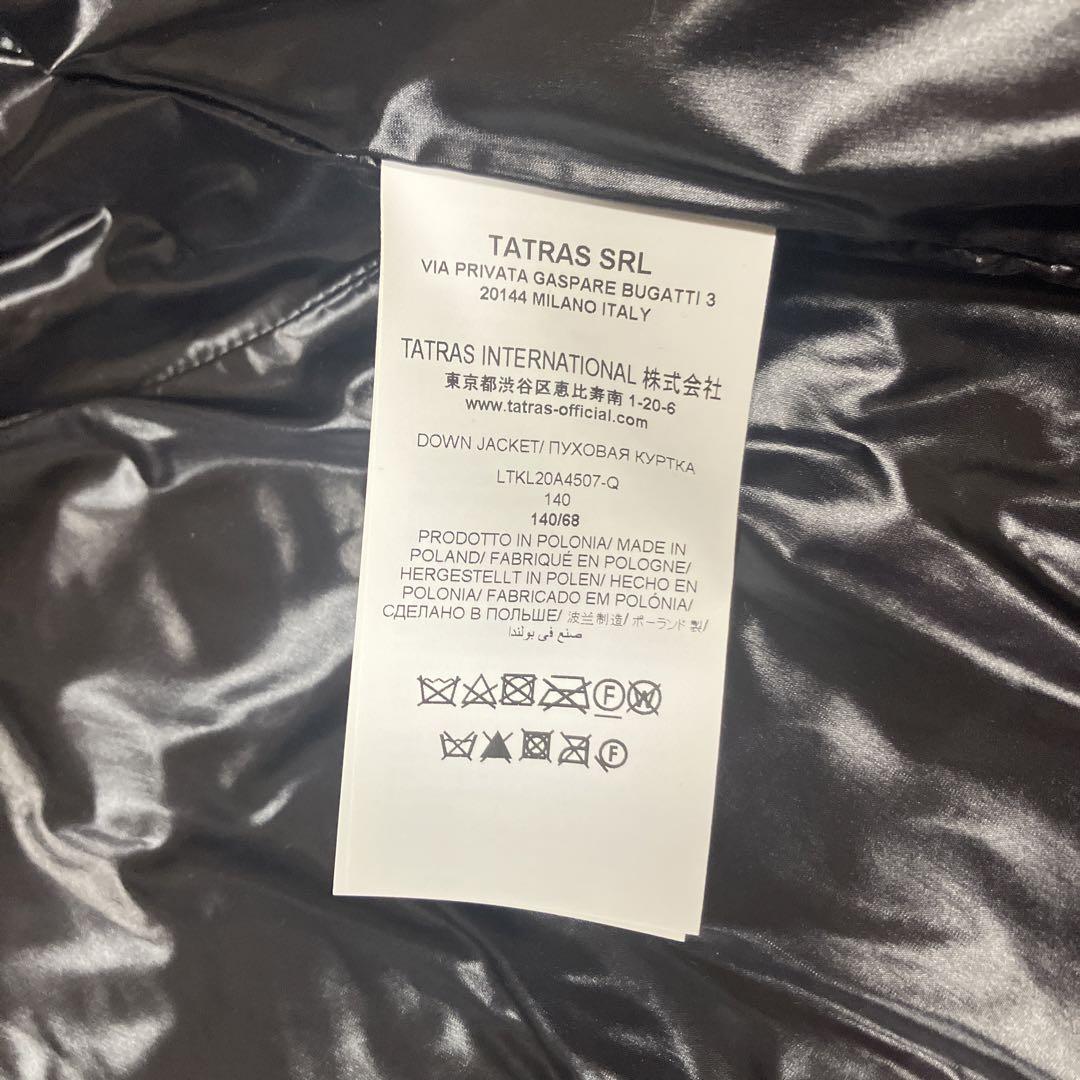 TATRAS SRL
VIA PRIVATA GASPARE BUGATTI 3
20144 MILANO ITALY
TATRAS INTERNATIONAL 株式会社
東京都渋谷区恵比寿南 1-20-6
www.tatras-official.com
DOWN JACKET/ ПУХОВАЯ КУРТКА
LTKL20A4507-Q
140
140/68
PRODOTTO IN POLONIA/ MADE IN
POLAND/ FABRIQUÉ EN POLOGNE/
HERGESTELLT IN POLEN/ HECHO EN
POLONIA/ FABRICADO EM POLÓNIA/
СДЕЛАНО В ПОЛЬШЕ/ 波兰制造/ ポーランド製/
صنع في بولندا
F W
F